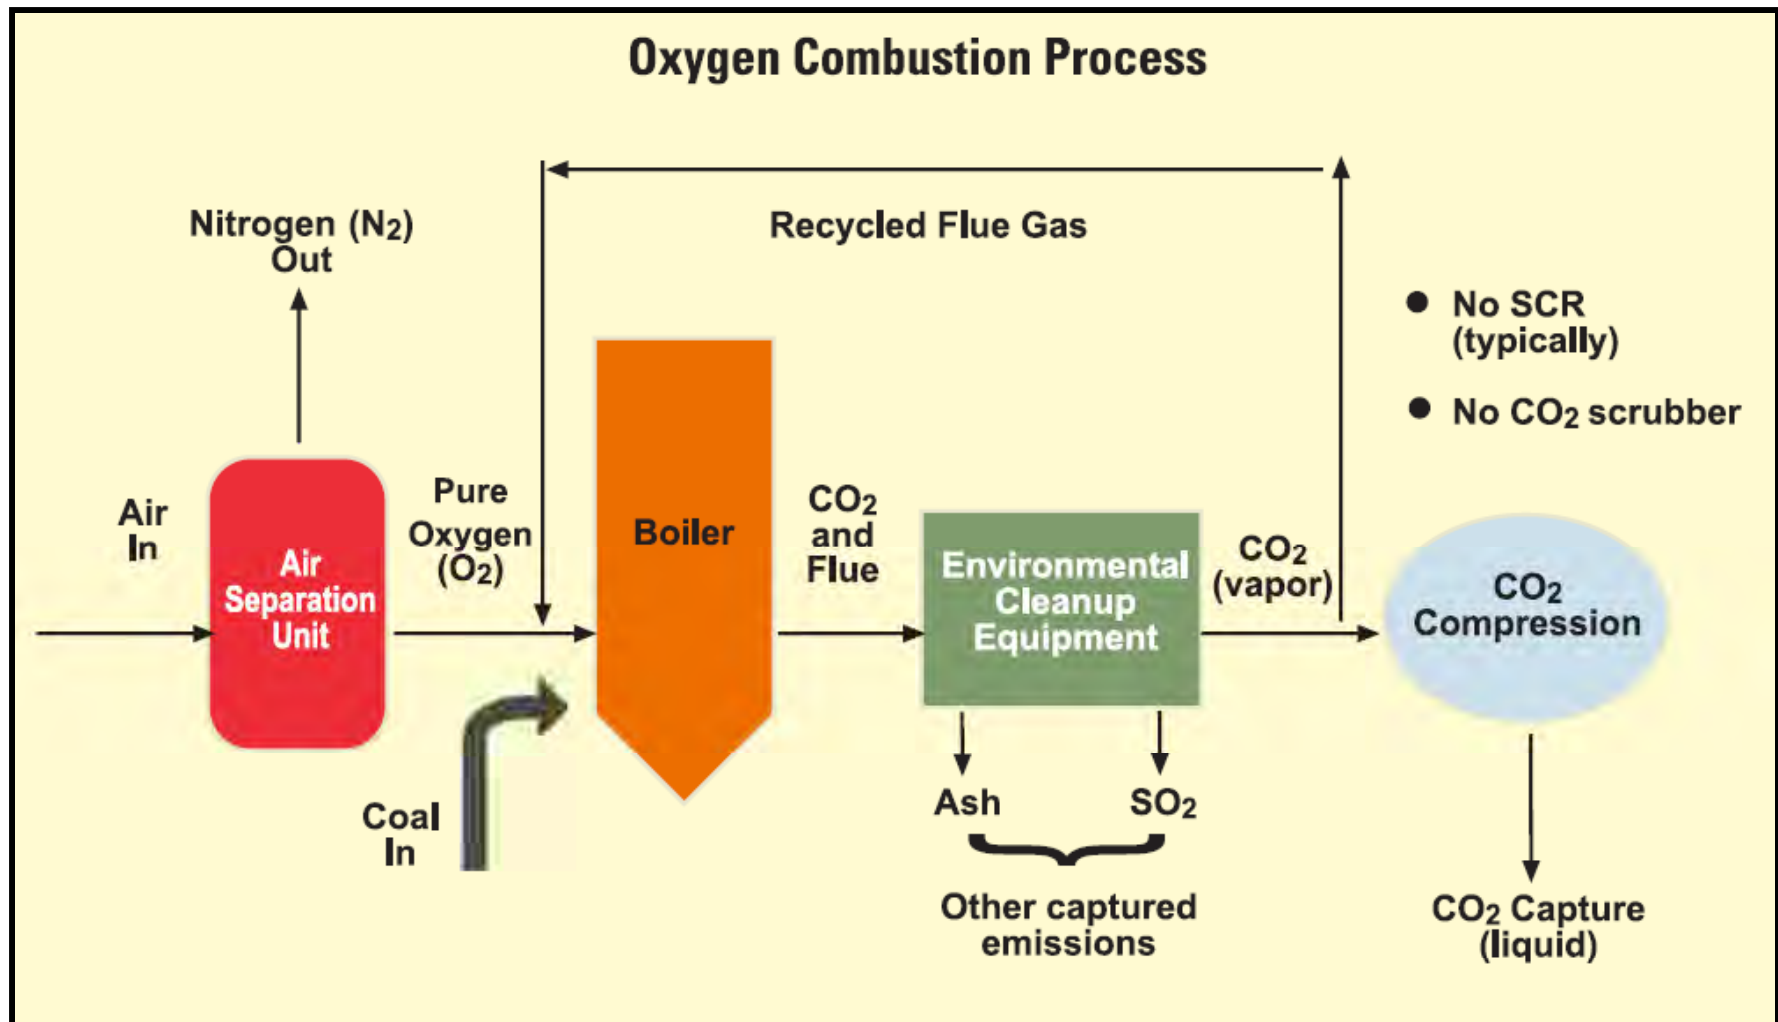 Oxygen Combustion Process
Nitrogen (N2)
Out
Recycled Flue Gas
● No SCR
(typically)
● No CO2 scrubber
Air
In
Air
Separation
Unit
Pure
Oxygen
(O2)
Boiler
CO2
and
Flue
Environmental
Cleanup
Equipment
CO2
(vapor)
CO2
Compression
Coal
In
Ash
SO2
Other captured
emissions
CO2 Capture
(liquid)